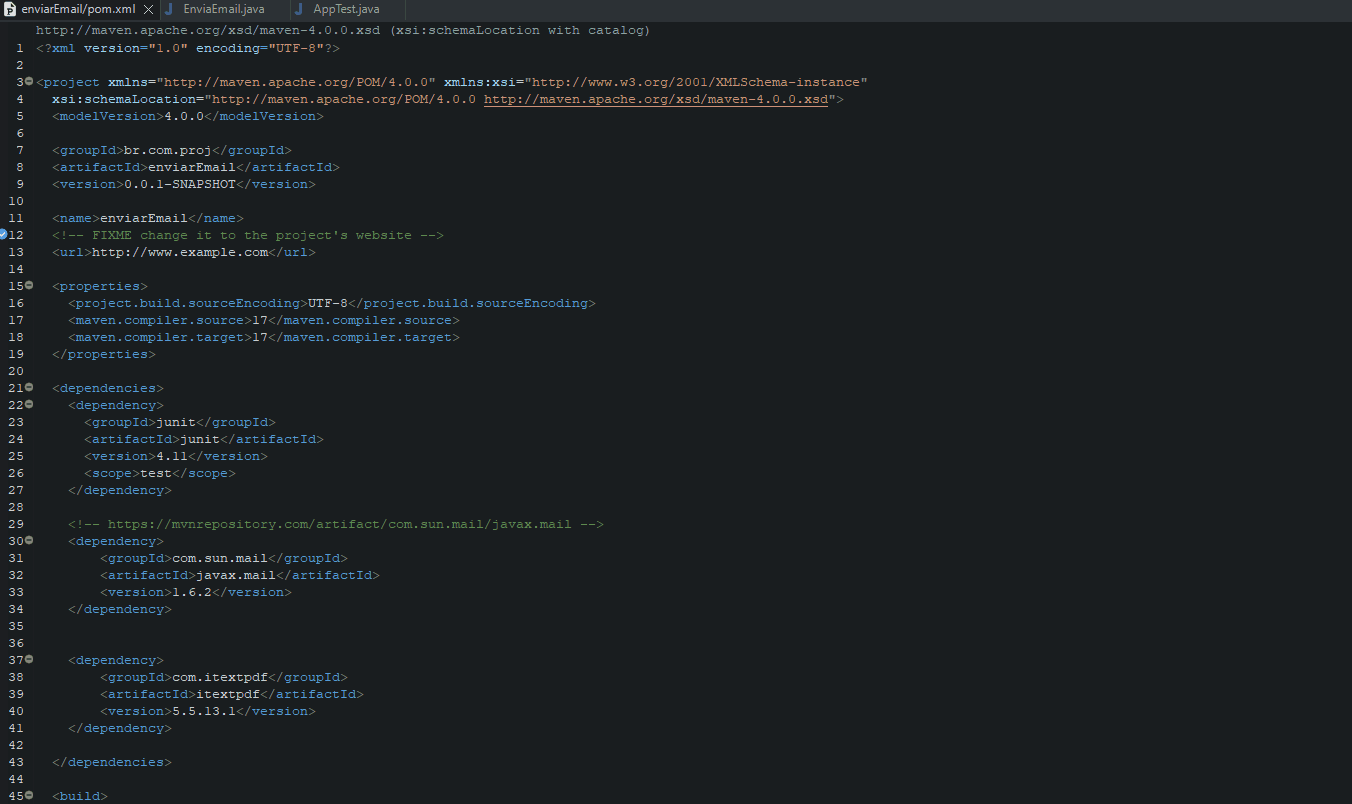 enviarEmail/pom.xml EnviaEmail.java AppTest.java
http://maven.apache.org/xsd/maven-4.0.0.xsd (xsi:schemaLocation with catalog)
1 <?xml version="1.0" encoding="UTF-8"?>
2
3 <project xmlns="http://maven.apache.org/POM/4.0.0" xmlns:xsi="http://www.w3.org/2001/XMLSchema-instance"
4   xsi:schemaLocation="http://maven.apache.org/POM/4.0.0 http://maven.apache.org/xsd/maven-4.0.0.xsd">
5   <modelVersion>4.0.0</modelVersion>
6
7   <groupId>br.com.proj</groupId>
8   <artifactId>enviarEmail</artifactId>
9   <version>0.0.1-SNAPSHOT</version>
10
11   <name>enviarEmail</name>
12   <!-- FIXME change it to the project's website -->
13   <url>http://www.example.com</url>
14
15   <properties>
16     <project.build.sourceEncoding>UTF-8</project.build.sourceEncoding>
17     <maven.compiler.source>17</maven.compiler.source>
18     <maven.compiler.target>17</maven.compiler.target>
19   </properties>
20
21   <dependencies>
22     <dependency>
23       <groupId>junit</groupId>
24       <artifactId>junit</artifactId>
25       <version>4.11</version>
26       <scope>test</scope>
27     </dependency>
28
29     <!-- https://mvnrepository.com/artifact/com.sun.mail/javax.mail -->
30     <dependency>
31         <groupId>com.sun.mail</groupId>
32         <artifactId>javax.mail</artifactId>
33         <version>1.6.2</version>
34     </dependency>
35
36
37     <dependency>
38         <groupId>com.itextpdf</groupId>
39         <artifactId>itextpdf</artifactId>
40         <version>5.5.13.1</version>
41     </dependency>
42
43   </dependencies>
44
45   <build>